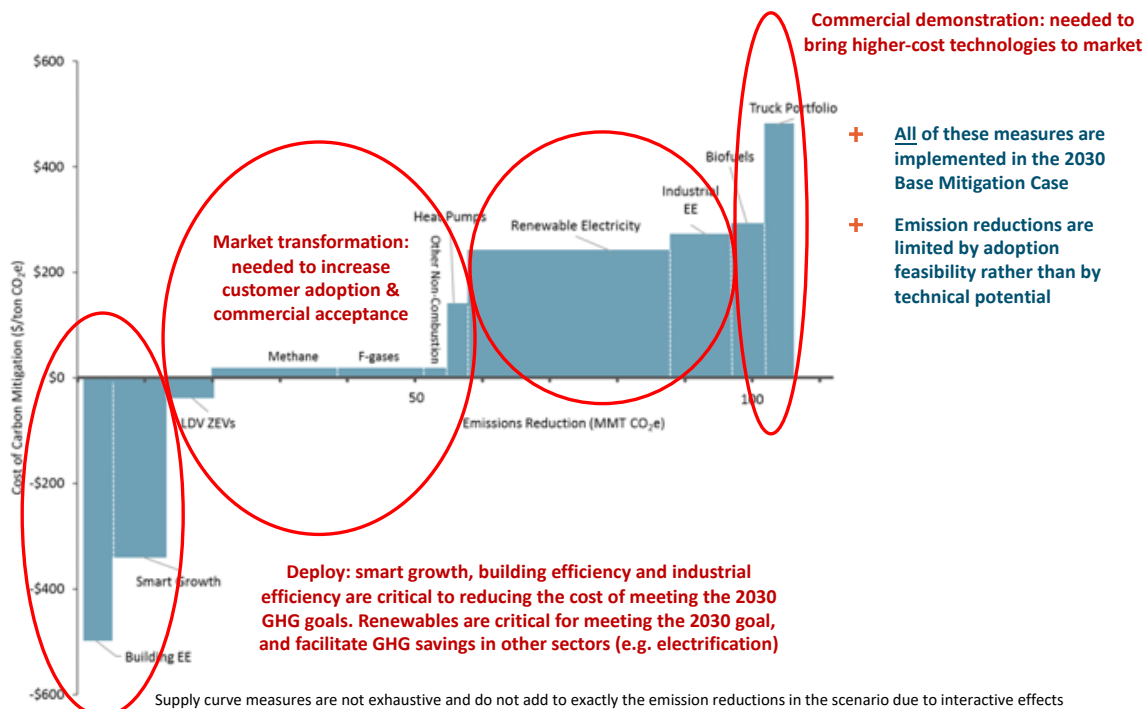 Commercial demonstration: needed to
bring higher-cost technologies to market
$600
$400
$200
$0
-$200
-$400
-$600
Cost of Carbon Mitigation ($/ton CO₂e)
Truck Portfolio
Biofuels
Industrial
EE
Renewable Electricity
Heat Pumps
Other Non-Combustion
Market transformation:
needed to increase
customer adoption &
commercial acceptance
Methane
F-gases
LDV ZEVs
50
100
Emissions Reduction (MMT CO₂e)
Smart Growth
Building EE
+ All of these measures are
implemented in the 2030
Base Mitigation Case
+ Emission reductions are
limited by adoption
feasibility rather than by
technical potential
Deploy: smart growth, building efficiency and industrial
efficiency are critical to reducing the cost of meeting the 2030
GHG goals. Renewables are critical for meeting the 2030 goal,
and facilitate GHG savings in other sectors (e.g. electrification)
Supply curve measures are not exhaustive and do not add to exactly the emission reductions in the scenario due to interactive effects